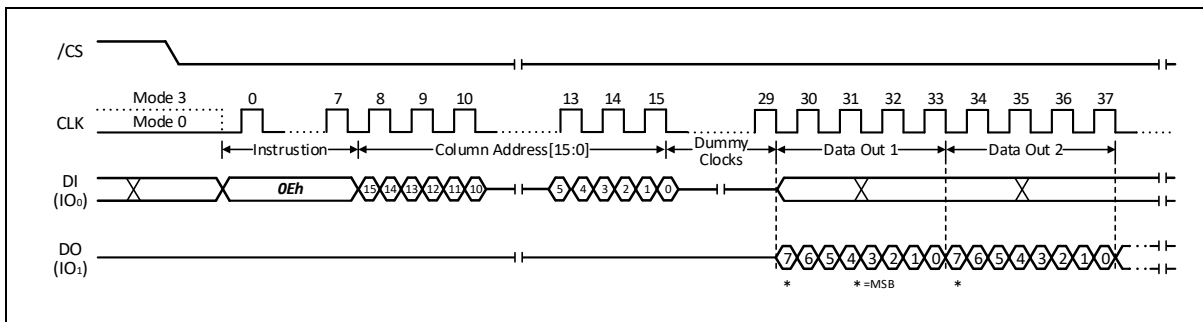 /CS
Mode 3
0 7 8 9 10 13 14 15 29 30 31 32 33 34 35 36 37
CLK
Mode 0
Instrustion Column Address[15:0] Dummy Clocks Data Out 1 Data Out 2
DI (IO₀)
0Eh 15 14 13 12 11 10 5 4 3 2 1 0
DO (IO₁)
7 6 5 4 3 2 1 0 7 6 5 4 3 2 1 0
* * =MSB *